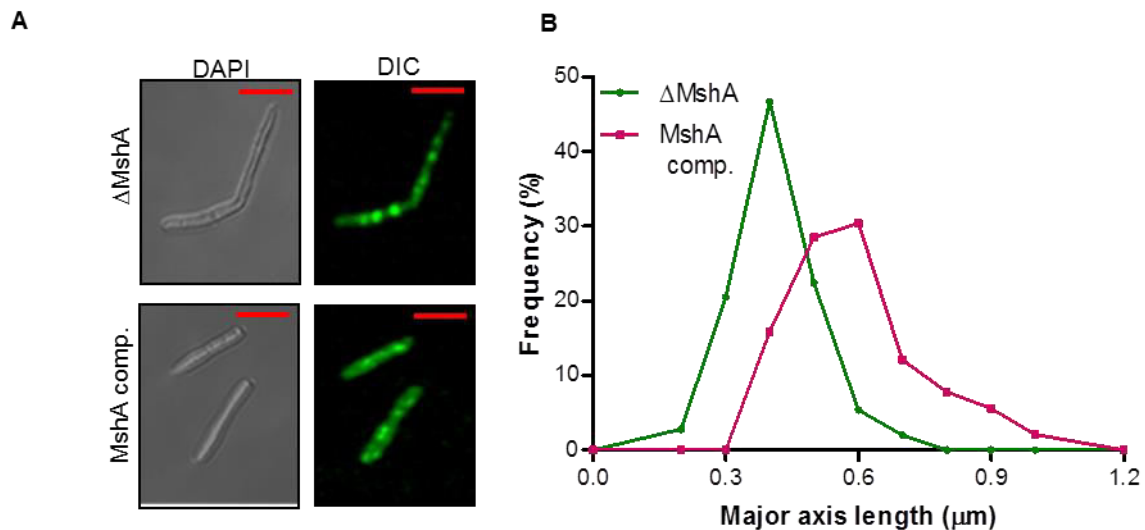 A
DAPI
DIC
ΔMshA
MshA comp.
B
50
40
30
20
10
0
Frequency (%)
ΔMshA
MshA
comp.
0.0
0.3
0.6
0.9
1.2
Major axis length (μm)